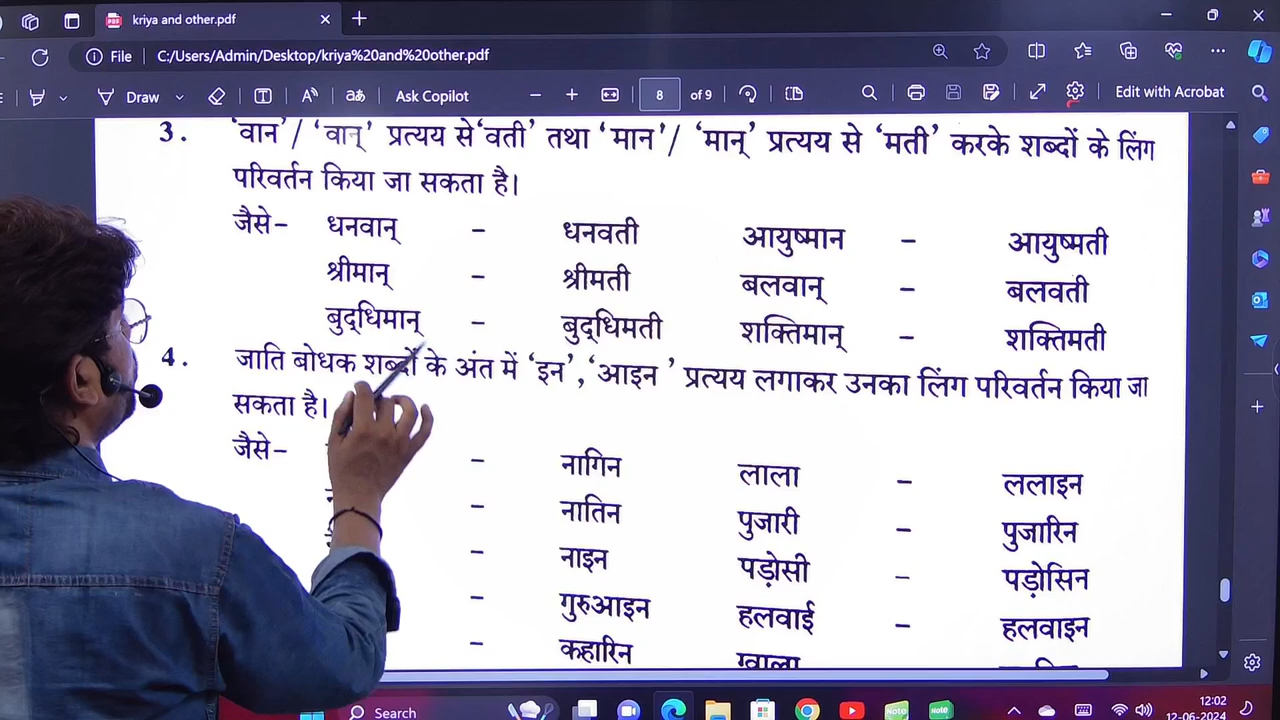 kriya and other.pdf
File C:/Users/Admin/Desktop/kriya%20and%20other.pdf
Draw Ask Copilot 8 of 9 Edit with Acrobat
3. 'वान'/ 'वान्' प्रत्यय से 'वती' तथा 'मान'/ 'मान्' प्रत्यय से 'मती' करके शब्दों के लिंग
परिवर्तन किया जा सकता है।
जैसे- धनवान् - धनवती आयुष्मान - आयुष्मती
श्रीमान् - श्रीमती बलवान् - बलवती
बुद्धिमान् - बुद्धिमती शक्तिमान् - शक्तिमती
4. जाति बोधक शब्दों के अंत में 'इन', 'आइन ' प्रत्यय लगाकर उनका लिंग परिवर्तन किया जा
सकता है।
जैसे- - नागिन लाला - ललाइन
- नातिन पुजारी - पुजारिन
- नाइन पड़ोसी - पड़ोसिन
- गुरुआइन हलवाई - हलवाइन
- कहारिन ग्वाला
Search
12:02
12-06-2024